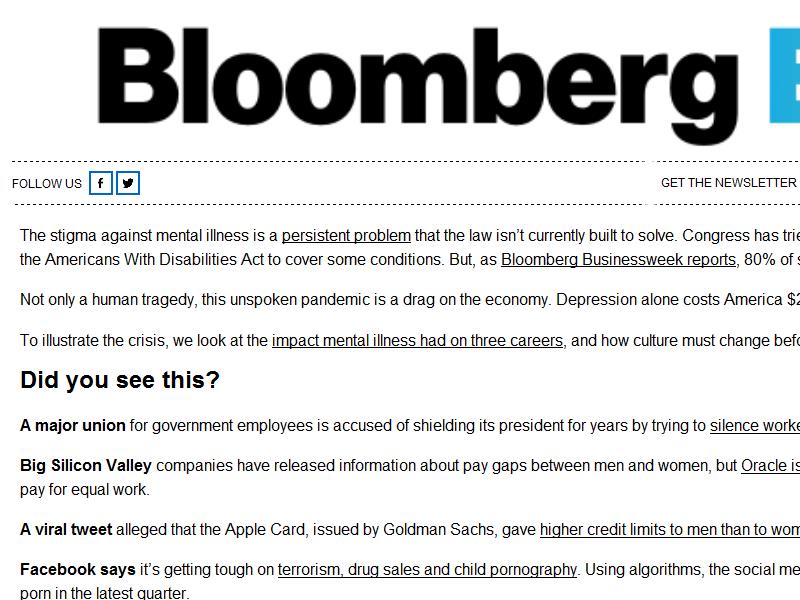 Bloomberg
FOLLOW US
GET THE NEWSLETTER
The stigma against mental illness is a persistent problem that the law isn’t currently built to solve. Congress has
the Americans With Disabilities Act to cover some conditions. But, as Bloomberg Businessweek reports, 80% of
Not only a human tragedy, this unspoken pandemic is a drag on the economy. Depression alone costs America
To illustrate the crisis, we look at the impact mental illness had on three careers, and how culture must change
Did you see this?
A major union for government employees is accused of shielding its president for years by trying to silence
Big Silicon Valley companies have released information about pay gaps between men and women, but Oracle is
pay for equal work.
A viral tweet alleged that the Apple Card, issued by Goldman Sachs, gave higher credit limits to men than to
Facebook says it’s getting tough on terrorism, drug sales and child pornography. Using algorithms, the social
porn in the latest quarter.